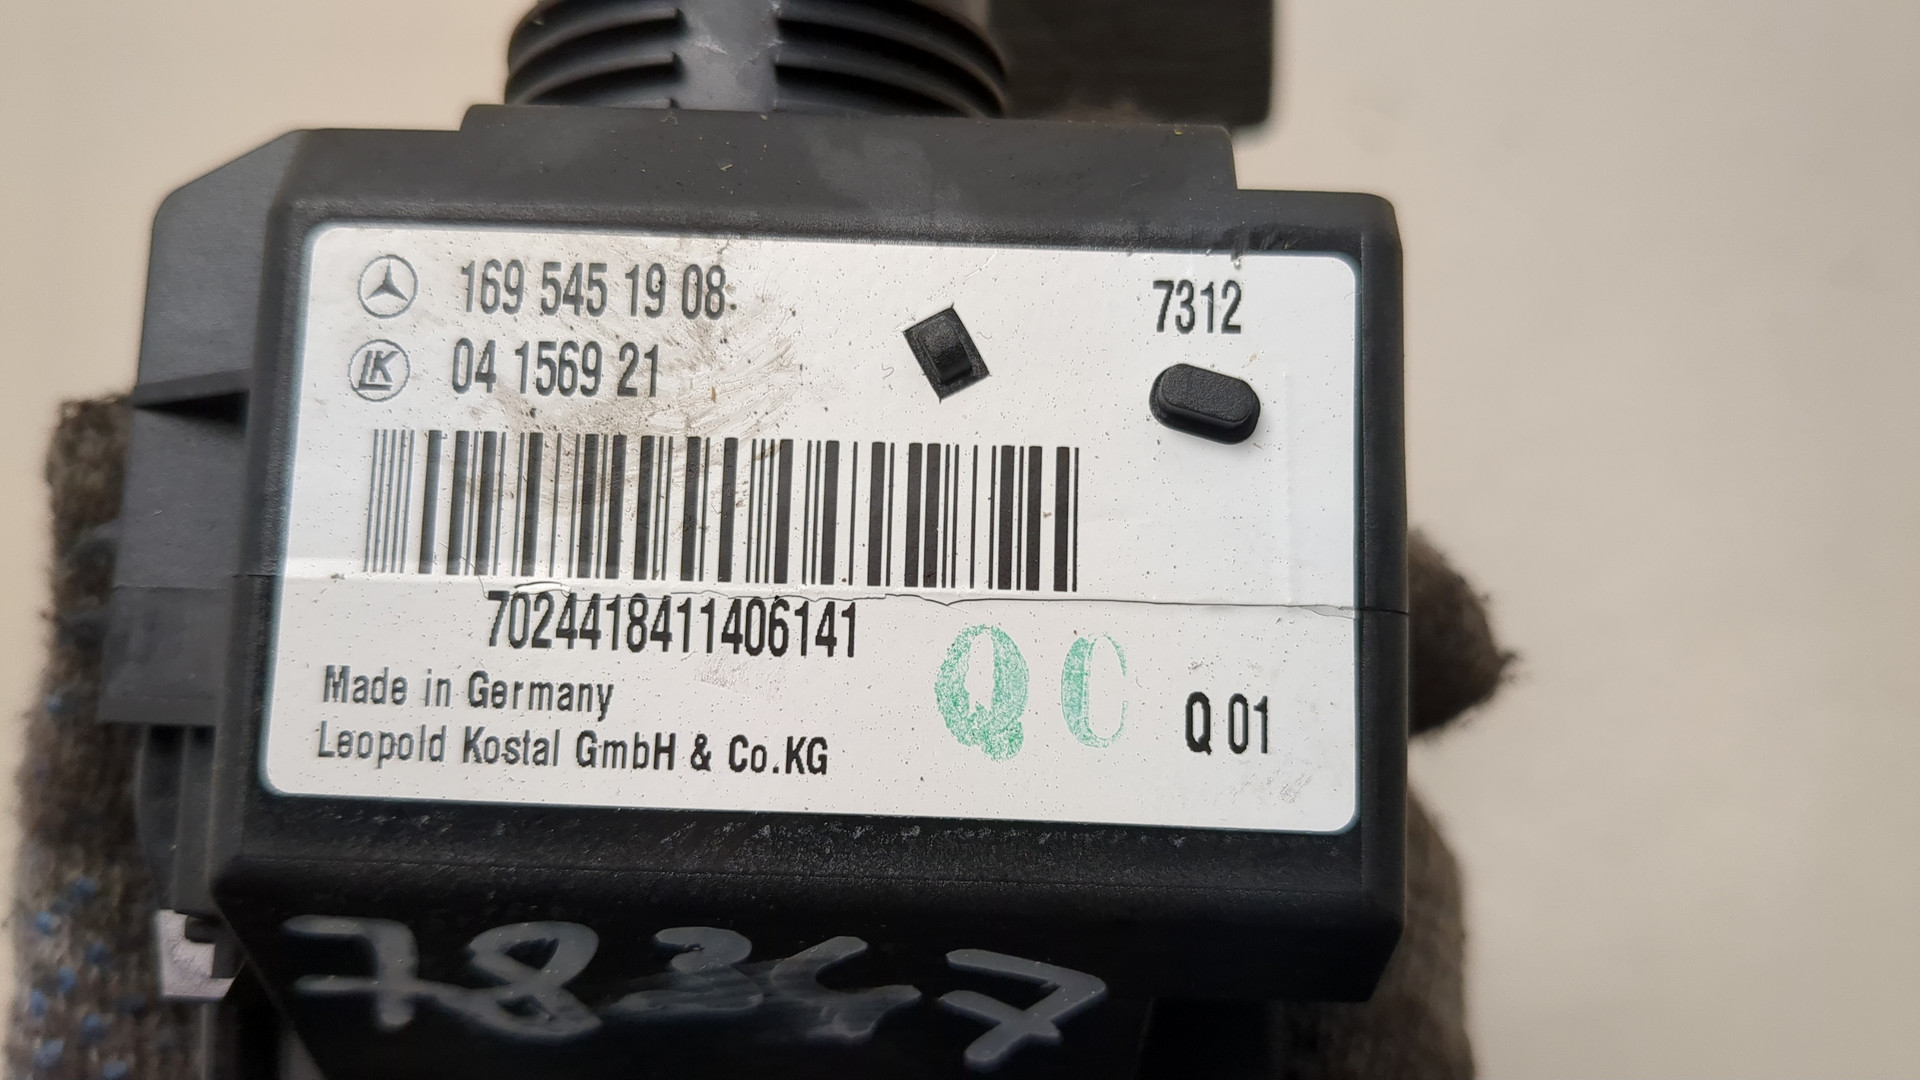 169 545 19 08
7312
LK 04 1569 21
7024418411406141
Made in Germany
Leopold Kostal GmbH & Co.KG
QC
Q 01